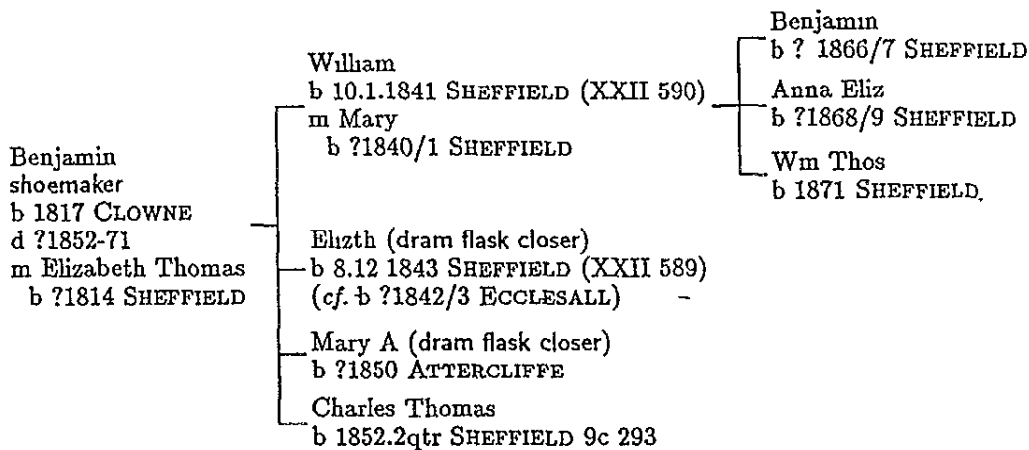 Benjamin
shoemaker
b 1817 CLOWNE
d ?1852-71
m Elizabeth Thomas
b ?1814 SHEFFIELD
William
b 10.1.1841 SHEFFIELD (XXII 590)
m Mary
b ?1840/1 SHEFFIELD
Elizth (dram flask closer)
b 8.12 1843 SHEFFIELD (XXII 589)
(cf. b ?1842/3 ECCLESALL)
Mary A (dram flask closer)
b ?1850 ATTERCLIFFE
Charles Thomas
b 1852.2qtr SHEFFIELD 9c 293
Benjamin
b ? 1866/7 SHEFFIELD
Anna Eliz
b ?1868/9 SHEFFIELD
Wm Thos
b 1871 SHEFFIELD.